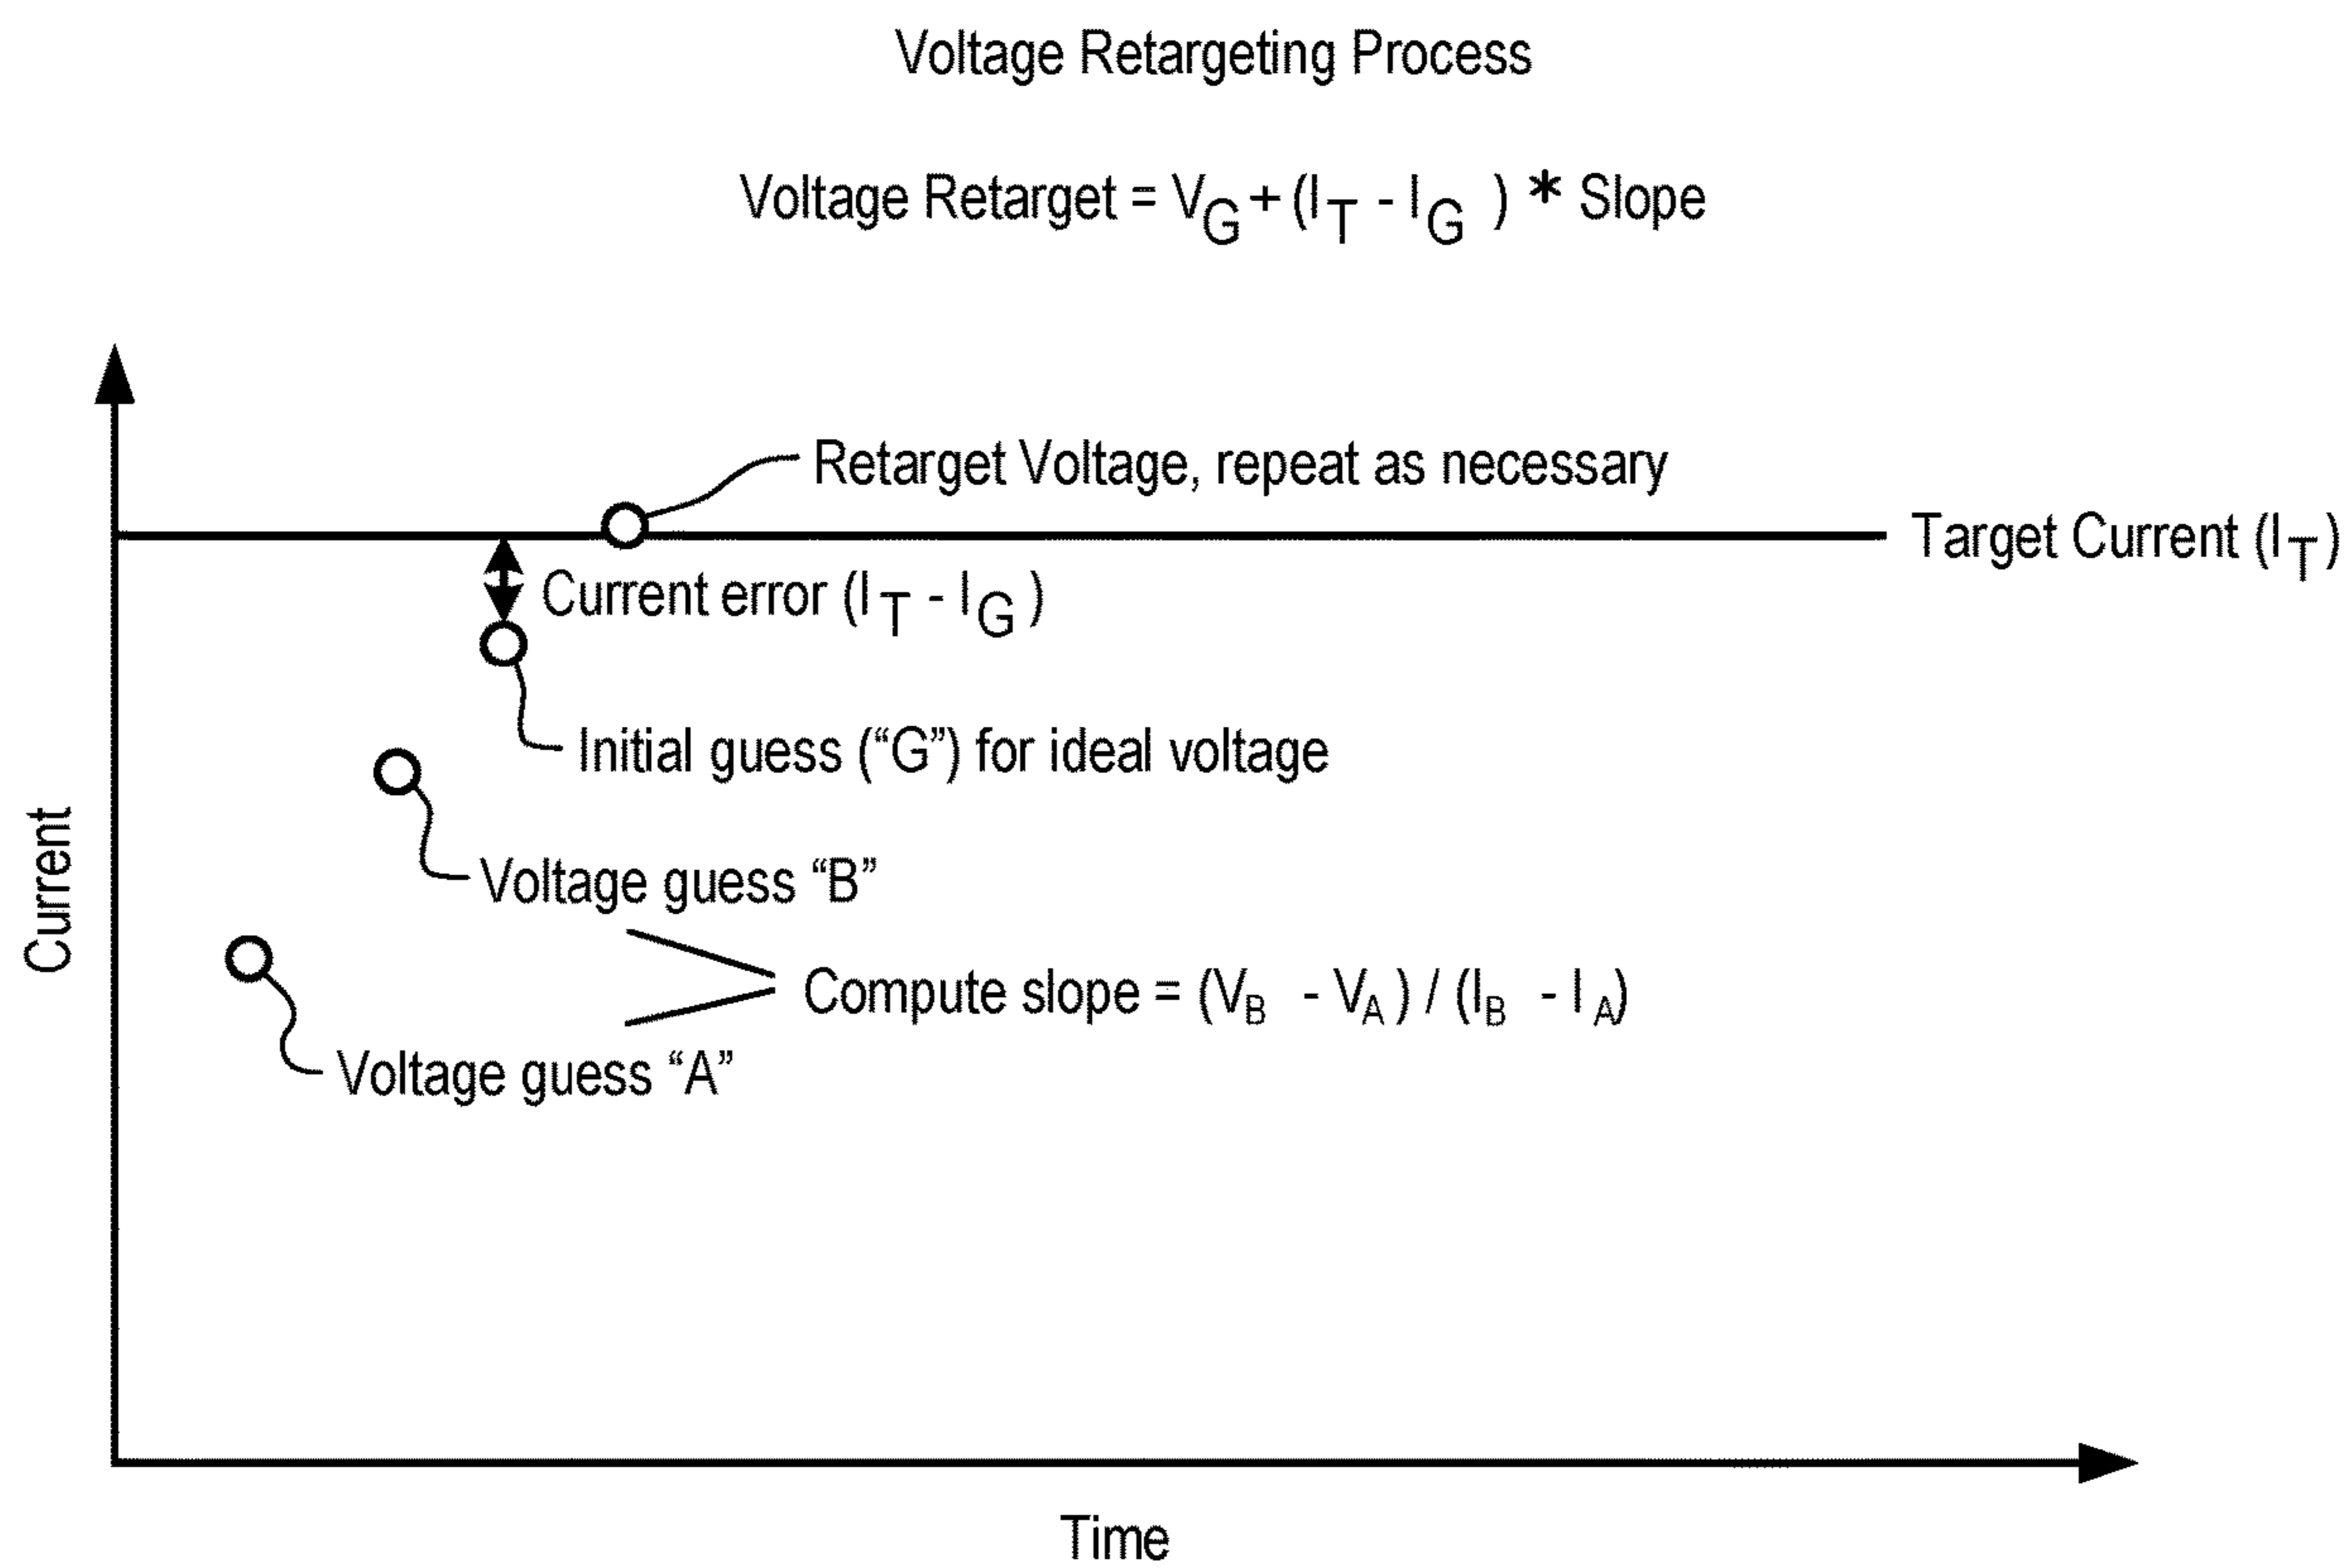 Voltage Retargeting Process
Voltage Retarget = VG + (IT - IG ) * Slope
Retarget Voltage, repeat as necessary
Target Current (IT)
Current error (IT - IG )
Initial guess (“G”) for ideal voltage
Voltage guess “B”
Compute slope = (VB - VA ) / (IB - IA)
Voltage guess “A”
Current
Time